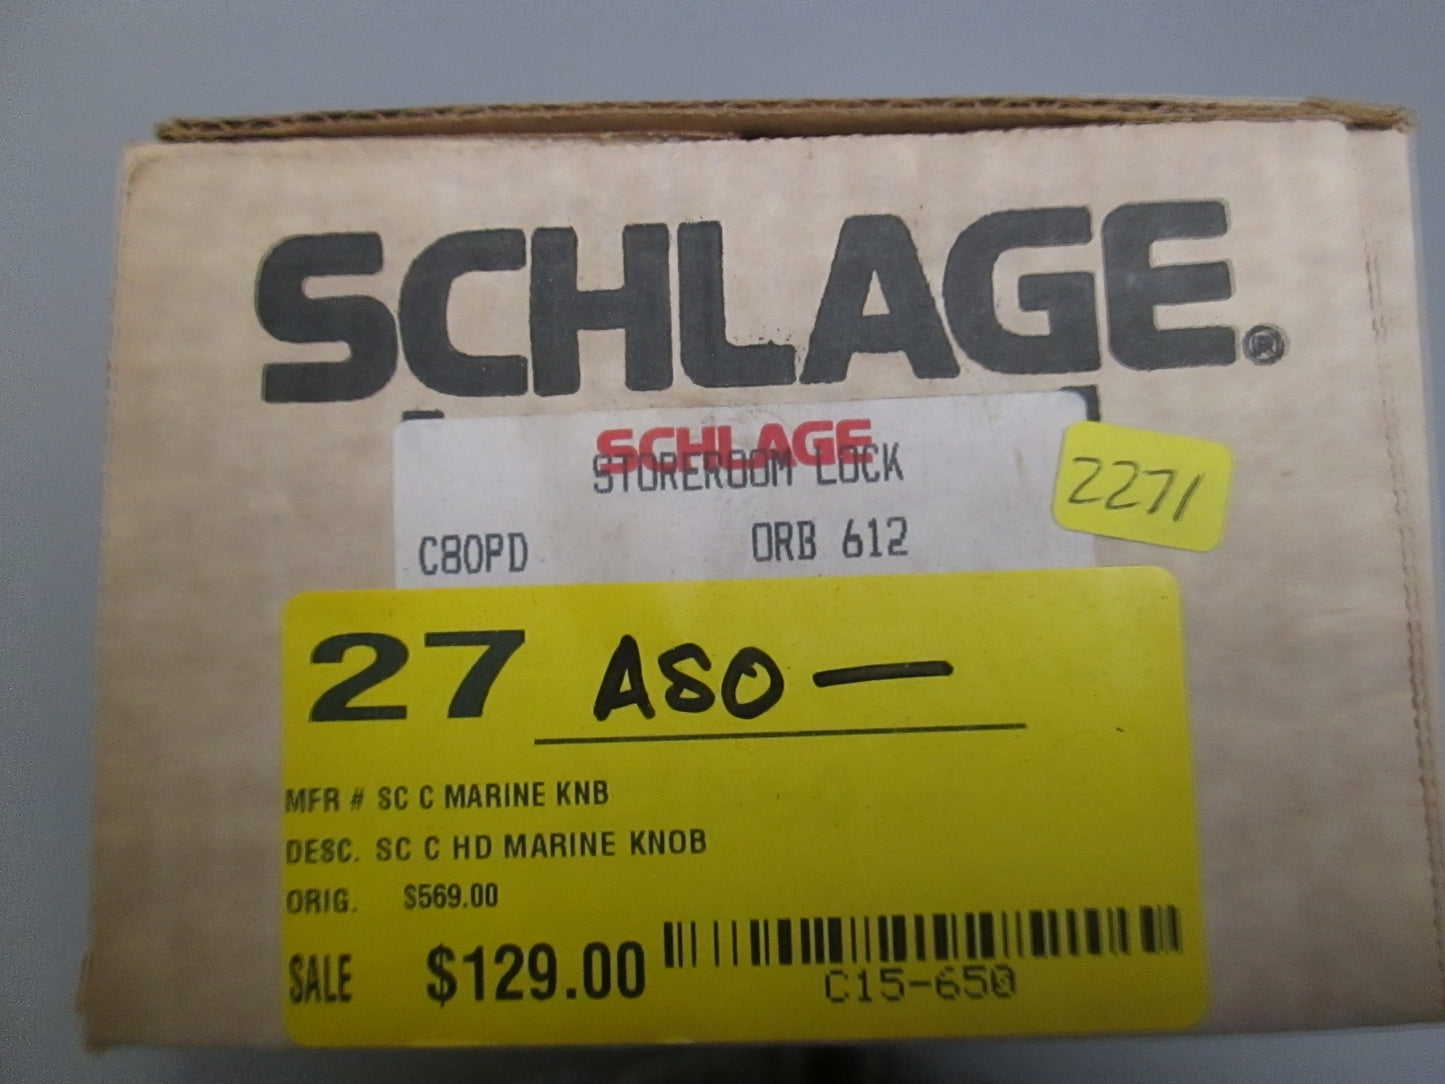 SCHLAGE®
SCHLAGE
STOREROOM LOCK
2271
C80PD ORB 612
27 ASO —
MFR # SC C MARINE KNB
DESC. SC C HD MARINE KNOB
ORIG. $569.00
SALE $129.00
C15-650